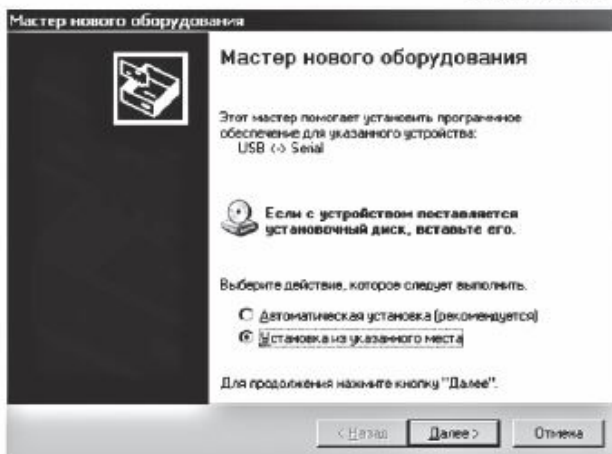 Мастер нового оборудования
Мастер нового оборудования
Этот мастер помогает установить программное
обеспечение для указанного устройства:
USB <-> Serial
Если с устройством поставляется
установочный диск, вставьте его.
Выберите действие, которое следует выполнить.
Автоматическая установка (рекомендуется)
Установка из указанного места
Для продолжения нажмите кнопку "Далее".
< Назад Далее > Отмена